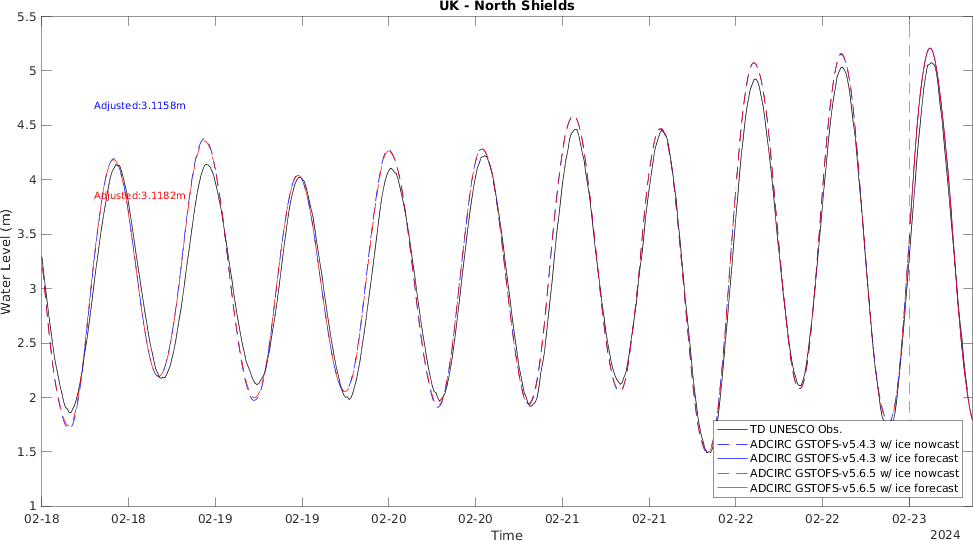 UK - North Shields
5.5
5
4.5
4
3.5
3
2.5
2
1.5
1
Water Level (m)
Adjusted:3.1158m
Adjusted:3.1182m
TD UNESCO Obs.
ADCIRC GSTOFS-v5.4.3 w/ ice nowcast
ADCIRC GSTOFS-v5.4.3 w/ ice forecast
ADCIRC GSTOFS-v5.6.5 w/ ice nowcast
ADCIRC GSTOFS-v5.6.5 w/ ice forecast
02-18 02-18 02-19 02-19 02-20 02-20 02-21 02-21 02-22 02-22 02-23
Time
2024